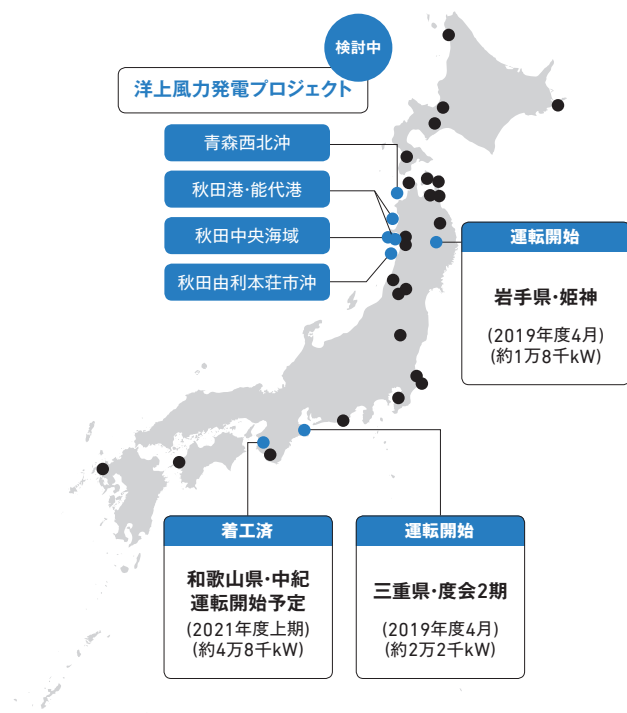 検討中
洋上風力発電プロジェクト
青森西北沖
秋田港・能代港
秋田中央海域
秋田由利本荘市沖
運転開始
岩手県・姫神
(2019年度4月)
(約1万8千kW)
着工済
和歌山県・中紀
運転開始予定
(2021年度上期)
(約4万8千kW)
運転開始
三重県・度会2期
(2019年度4月)
(約2万2千kW)